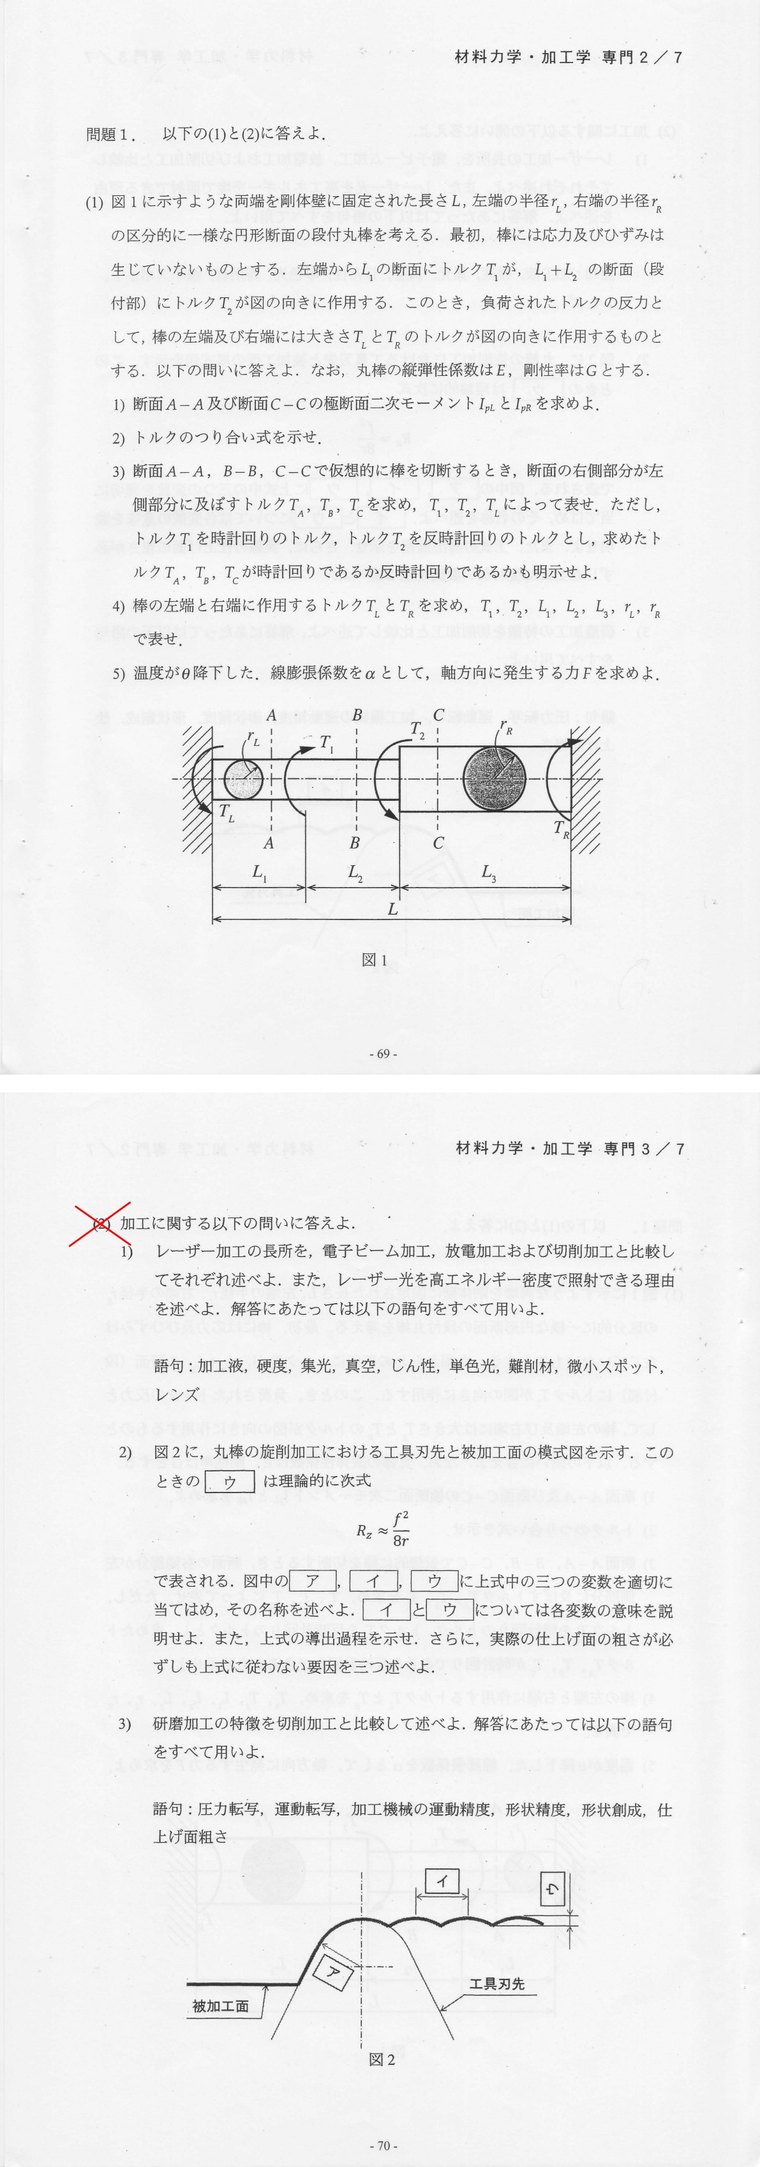 材料力学・加工学 専門2/7
問題1. 以下の(1)と(2)に答えよ.
(1) 図1に示すような両端を剛体壁に固定された長さL, 左端の半径r_L, 右端の半径r_R
の区分的に一様な円形断面の段付丸棒を考える. 最初, 棒には応力及びひずみは
生じていないものとする. 左端からL_1の断面にトルクT_1が, L_1+L_2 の断面(段
付部)にトルクT_2が図の向きに作用する. このとき, 負荷されたトルクの反力と
して, 棒の左端及び右端には大きさT_LとT_Rのトルクが図の向きに作用するものと
する. 以下の問いに答えよ. なお, 丸棒の縦弾性係数はE, 剛性率はGとする.
1) 断面A-A及び断面C-Cの極断面二次モーメントI_pLとI_pRを求めよ.
2) トルクのつり合い式を示せ.
3) 断面A-A, B-B, C-Cで仮想的に棒を切断するとき, 断面の右側部分が左
側部分に及ぼすトルクT_A, T_B, T_Cを求め, T_1, T_2, T_Lによって表せ. ただし,
トルクT_1を時計回りのトルク, トルクT_2を反時計回りのトルクとし, 求めたト
ルクT_A, T_B, T_Cが時計回りであるか反時計回りであるかも明示せよ.
4) 棒の左端と右端に作用するトルクT_LとT_Rを求め, T_1, T_2, L_1, L_2, L_3, r_L, r_R
で表せ.
5) 温度がθ降下した. 線膨張係数をαとして, 軸方向に発生する力Fを求めよ.
A B C
r_L T_1 T_2 r_R
T_L T_R
A B C
L_1 L_2 L_3
L
図1
- 69 -
材料力学・加工学 専門3/7
(2) 加工に関する以下の問いに答えよ.
1) レーザー加工の長所を, 電子ビーム加工, 放電加工および切削加工と比較し
てそれぞれ述べよ. また, レーザー光を高エネルギー密度で照射できる理由
を述べよ. 解答にあたっては以下の語句をすべて用いよ.
語句:加工液, 硬度, 集光, 真空, じん性, 単色光, 難削材, 微小スポット,
レンズ
2) 図2に, 丸棒の旋削加工における工具刃先と被加工面の模式図を示す. この
ときの ウ は理論的に次式
R_z ≈ f²/8r
で表される. 図中の ア , イ , ウ に上式中の三つの変数を適切に
当てはめ, その名称を述べよ. イ と ウ については各変数の意味を説
明せよ. また, 上式の導出過程を示せ. さらに, 実際の仕上げ面の粗さが必
ずしも上式に従わない要因を三つ述べよ.
3) 研磨加工の特徴を切削加工と比較して述べよ. 解答にあたっては以下の語句
をすべて用いよ.
語句:圧力転写, 運動転写, 加工機械の運動精度, 形状精度, 形状創成, 仕
上げ面粗さ
イ ウ
ア
工具刃先
被加工面
図2
- 70 -